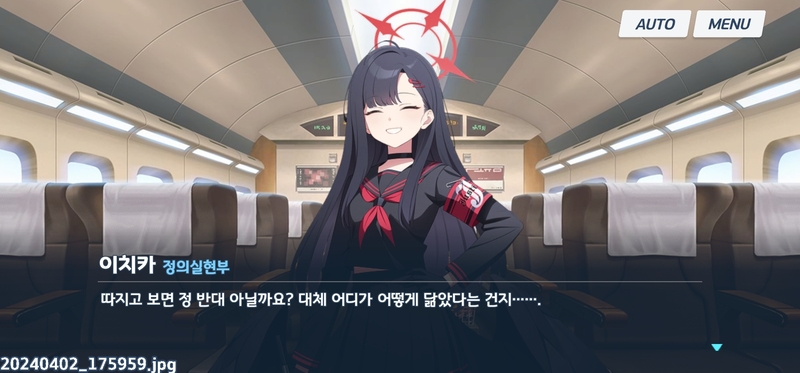 AUTO
MENU
이치카 정의실현부
따지고 보면 정 반대 아닐까요? 대체 어디가 어떻게 닮았다는 건지…….
20240402_175959.jpg